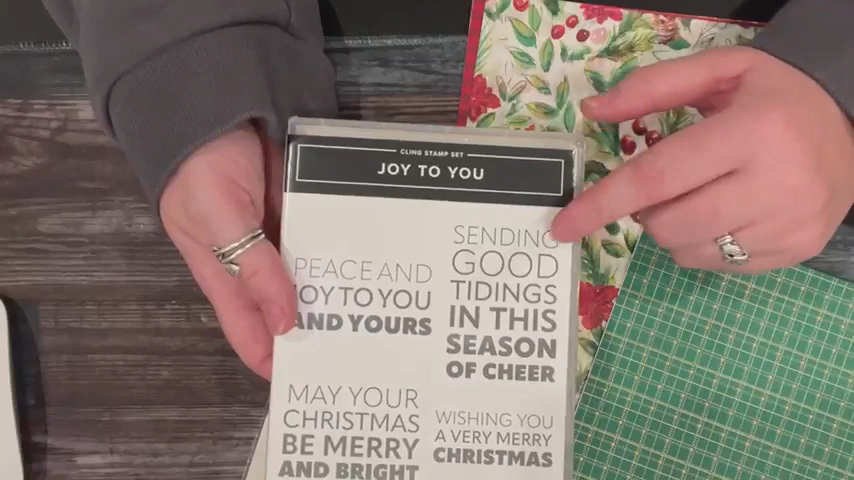 CLING STAMP SET
JOY TO YOU
PEACE AND
JOY TO YOU
AND YOURS
SENDING
GOOD
TIDINGS
IN THIS
SEASON
OF CHEER
MAY YOUR
CHRISTMAS
BE MERRY
AND BRIGHT
WISHING YOU
A VERY MERRY
CHRISTMAS